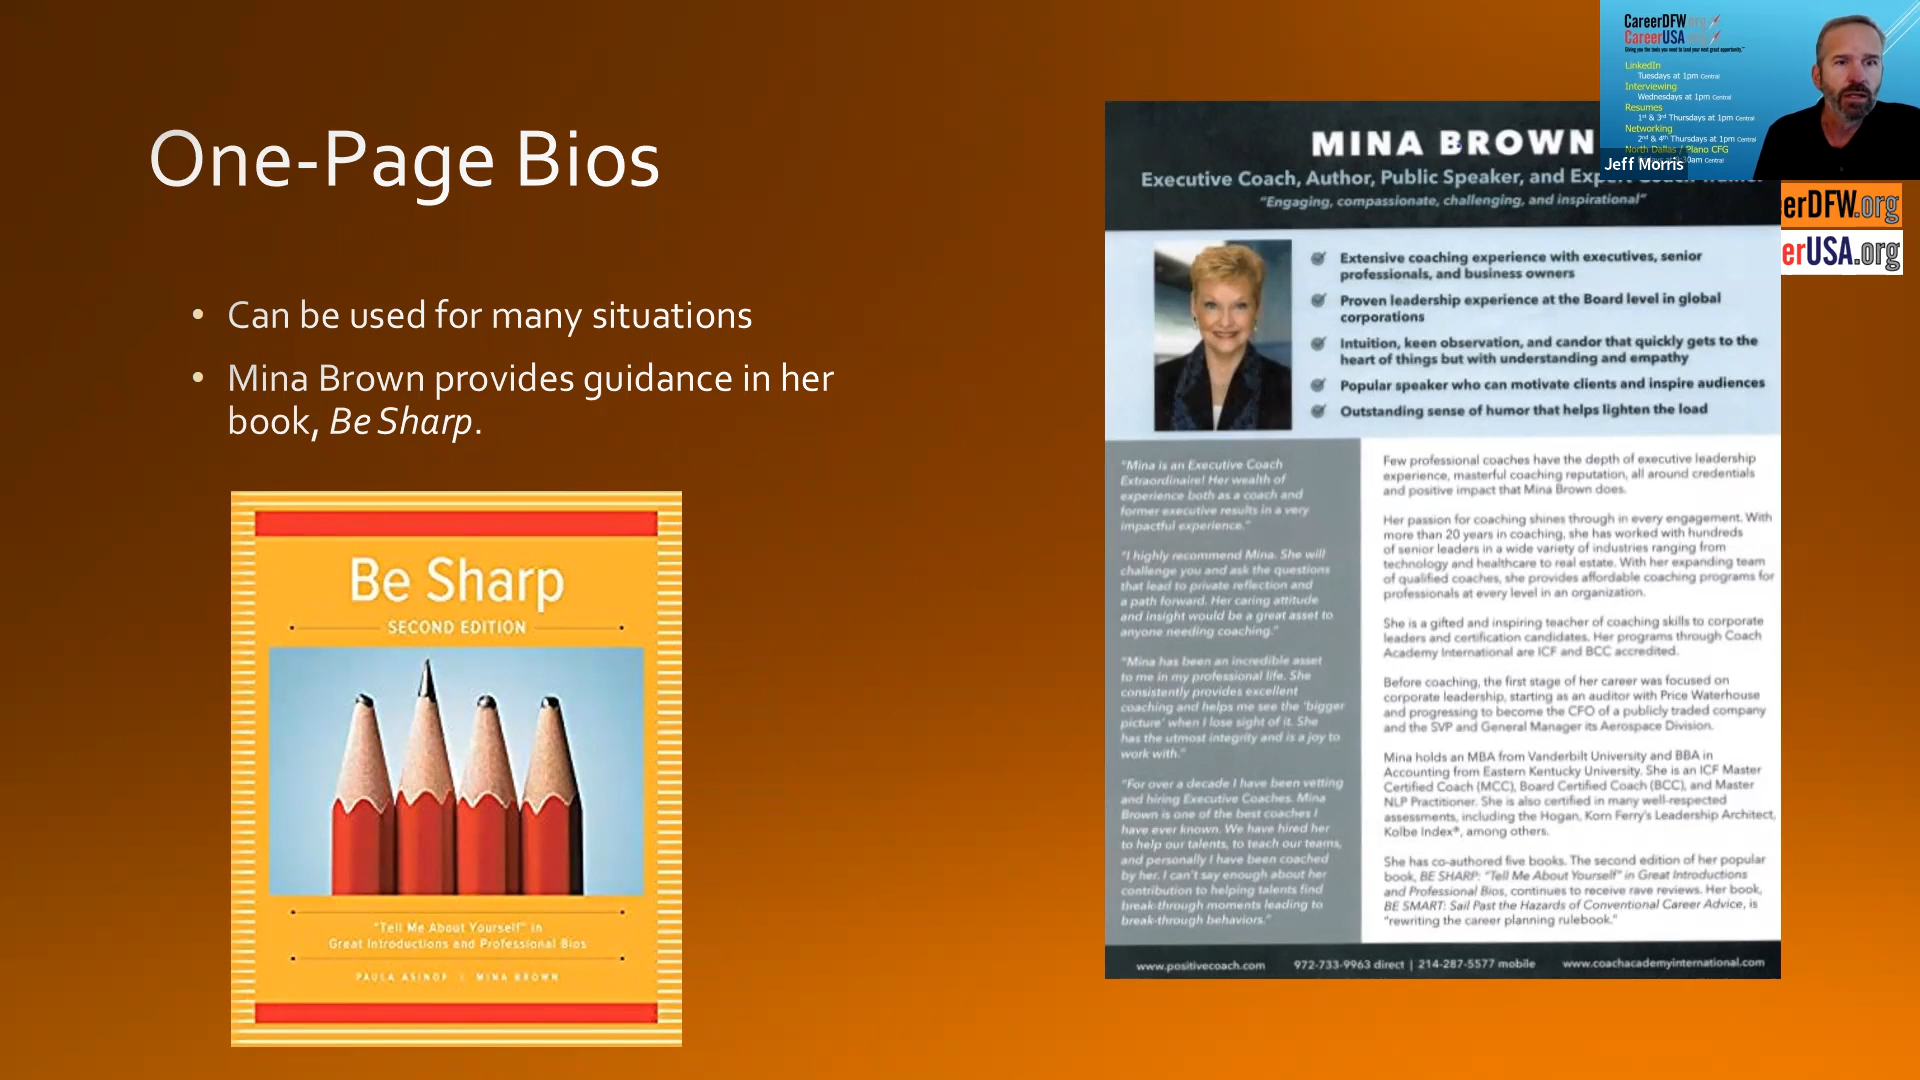 One-Page Bios
• Can be used for many situations
• Mina Brown provides guidance in her
book, Be Sharp.
Be Sharp
SECOND EDITION
"Tell Me About Yourself" in
Great Introductions and Professional Bios
PAULA ASINOF | MINA BROWN
MINA BROWN
Executive Coach, Author, Public Speaker, and
"Engaging, compassionate, challenging, and inspirational"
Extensive coaching experience with executives, senior
professionals, and business owners
Proven leadership experience at the Board level in global
corporations
Intuition, keen observation, and candor that quickly gets to the
heart of things but with understanding and empathy
Popular speaker who can motivate clients and inspire audiences
Outstanding sense of humor that helps lighten the load
"Mina is an Executive Coach
Extraordinaire! Her wealth of
experience both as a coach and
former executive results in a very
impactful experience."
"I highly recommend Mina. She will
challenge you and ask the questions
that lead to private reflection and
a path forward. Her caring attitude
and insight would be a great asset to
anyone needing coaching."
"Mina has been an incredible asset
to me in my professional life. She
consistently provides excellent
coaching and helps me see the 'bigger
picture' when I lose sight of it. She
has the utmost integrity and is a joy to
work with."
"For over a decade I have been vetting
and hiring Executive Coaches. Mina
Brown is one of the best coaches I
have ever known. We have hired her
to help our talents, to teach our teams,
and personally I have been coached
by her. I can't say enough about her
contribution to helping talents find
break-through moments leading to
break-through behaviors."
Few professional coaches have the depth of executive leadership
experience, masterful coaching reputation, all around credentials
and positive impact that Mina Brown does.
Her passion for coaching shines through in every engagement. With
more than 20 years in coaching, she has worked with hundreds
of senior leaders in a wide variety of industries ranging from
technology and healthcare to real estate. With her expanding team
of qualified coaches, she provides affordable coaching programs for
professionals at every level in an organization.
She is a gifted and inspiring teacher of coaching skills to corporate
leaders and certification candidates. Her programs through Coach
Academy International are ICF and BCC accredited.
Before coaching, the first stage of her career was focused on
corporate leadership, starting as an auditor with Price Waterhouse
and progressing to become the CFO of a publicly traded company
and the SVP and General Manager its Aerospace Division.
Mina holds an MBA from Vanderbilt University and BBA in
Accounting from Eastern Kentucky University. She is an ICF Master
Certified Coach (MCC), Board Certified Coach (BCC), and Master
NLP Practitioner. She is also certified in many well-respected
assessments, including the Hogan, Korn Ferry's Leadership Architect,
Kolbe Index®, among others.
She has co-authored five books. The second edition of her popular
book, BE SHARP: "Tell Me About Yourself" in Great Introductions
and Professional Bios, continues to receive rave reviews. Her book,
BE SMART: Sail Past the Hazards of Conventional Career Advice, is
"rewriting the career planning rulebook."
www.positivecoach.com 972-733-9963 direct | 214-287-5577 mobile www.coachacademyinternational.com
CareerDFW.org
CareerUSA.org
Giving you the tools you need to land your next great opportunity.™
LinkedIn
Tuesdays at 1pm Central
Interviewing
Wednesdays at 1pm Central
Resumes
1st & 3rd Thursdays at 1pm Central
Networking
2nd & 4th Thursdays at 1pm Central
North Dallas / Plano CFG
Central
Jeff Morris
erDFW.org
erUSA.org